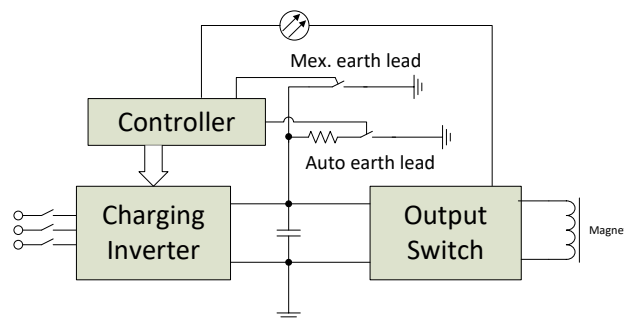 Mex. earth lead
Controller
Auto earth lead
Charging
Inverter
Output
Switch
Magne